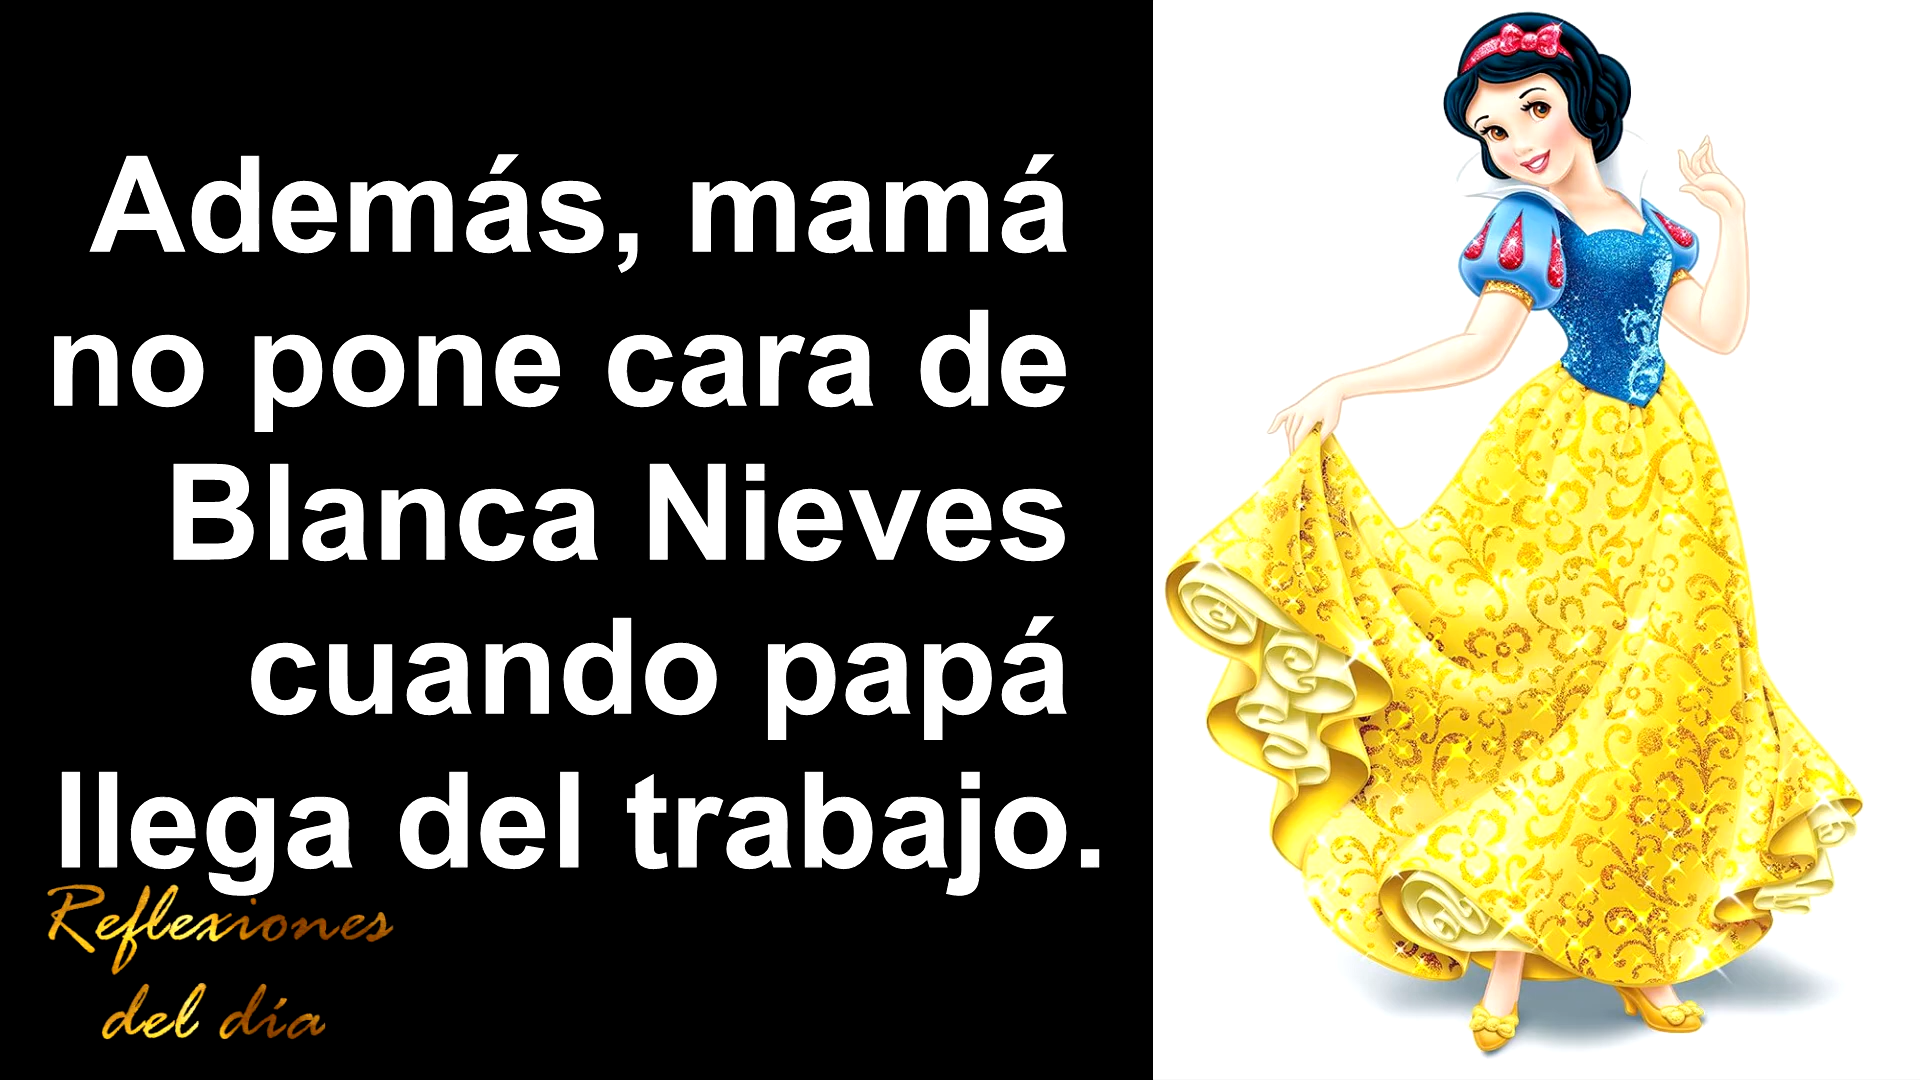 Además, mamá
no pone cara de
Blanca Nieves
cuando papá
llega del trabajo.
Reflexiones
del día